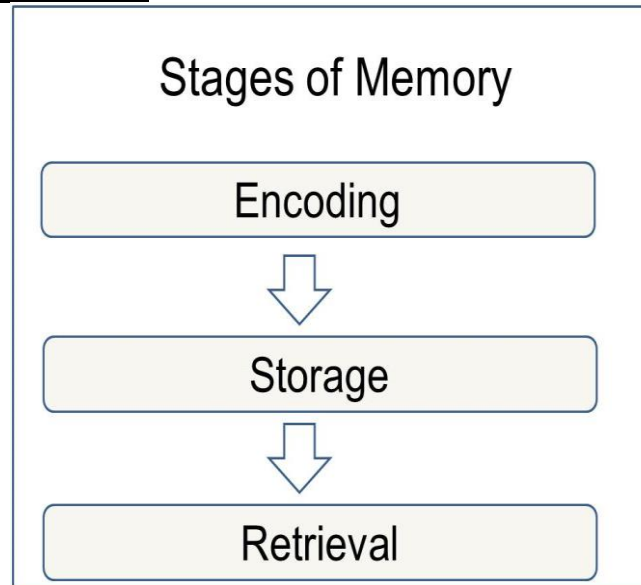 Stages of Memory
Encoding
Storage
Retrieval